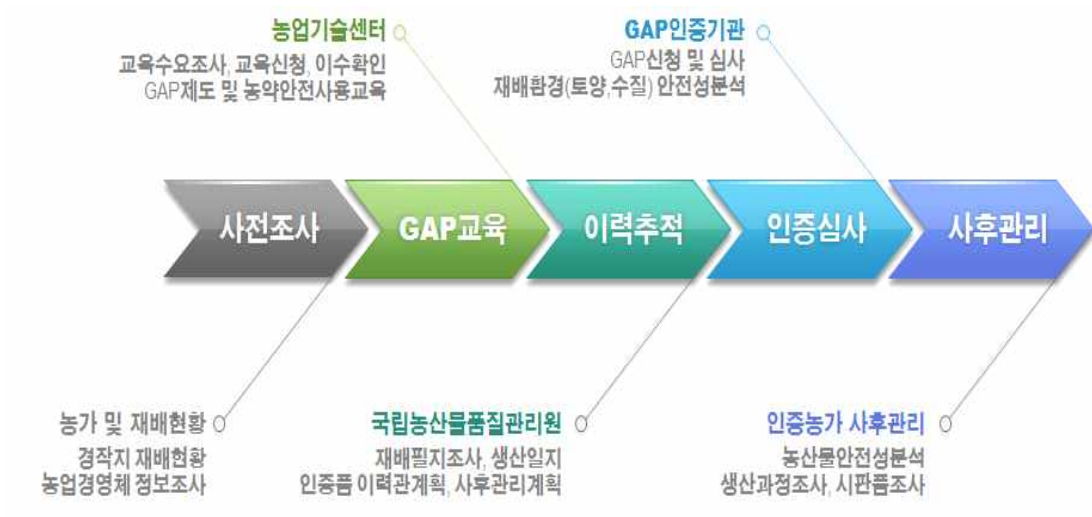 농업기술센터
교육수요조사, 교육신청, 이수확인
GAP제도 및 농약안전사용교육
GAP인증기관
GAP신청 및 심사
재배환경(토양,수질) 안전성분석
사전조사
GAP교육
이력추적
인증심사
사후관리
농가 및 재배현황
경작지 재배현황
농업경영체 정보조사
국립농산물품질관리원
재배필지조사, 생산일지
인증품 이력관계획, 사후관리계획
인증농가 사후관리
농산물안전성분석
생산과정조사, 시판품조사